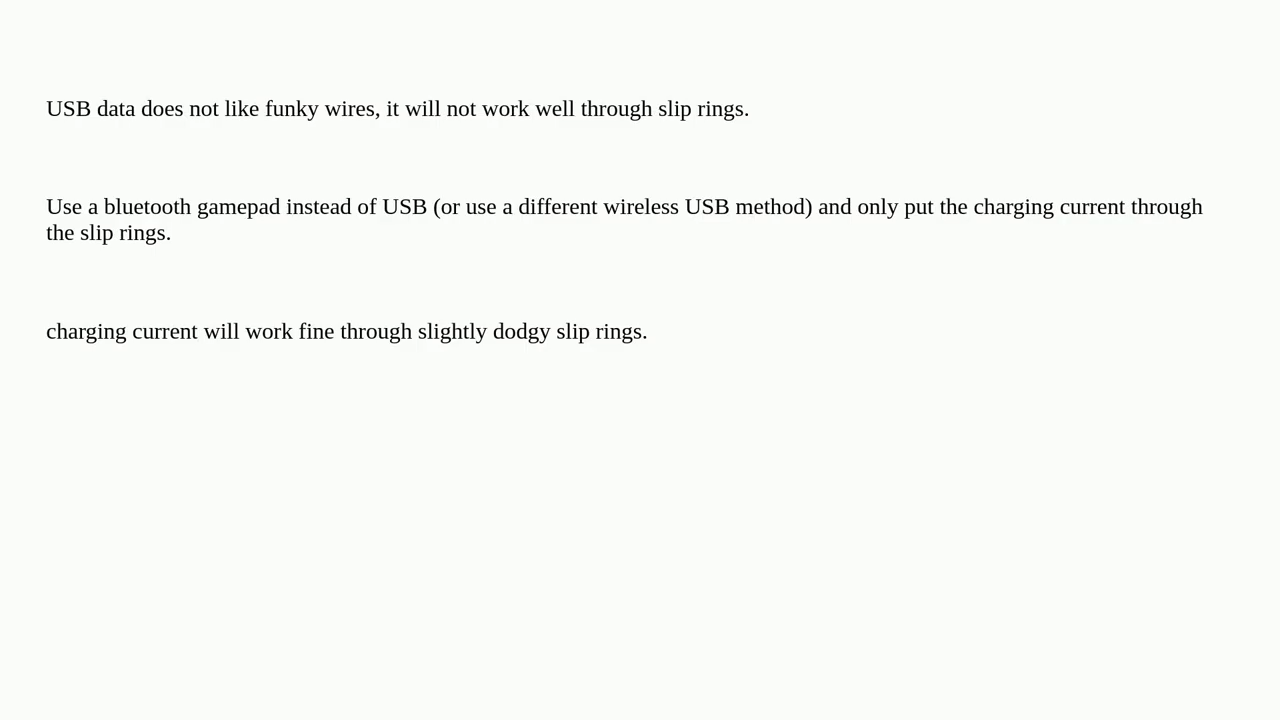 USB data does not like funky wires, it will not work well through slip rings.
Use a bluetooth gamepad instead of USB (or use a different wireless USB method) and only put the charging current through
the slip rings.
charging current will work fine through slightly dodgy slip rings.